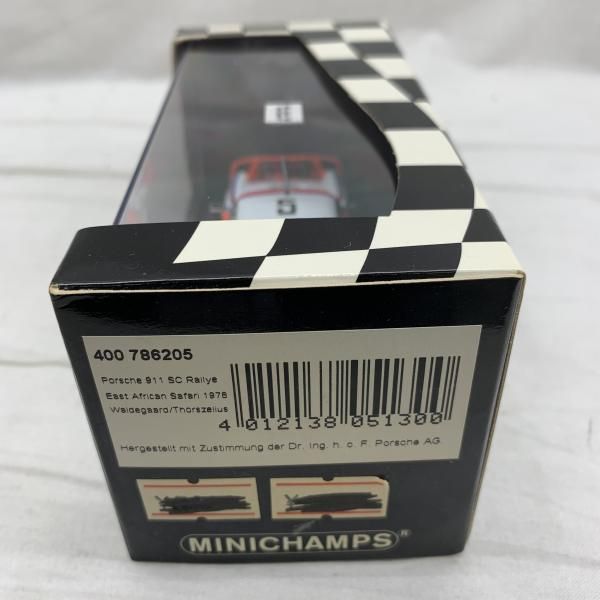 5
400 786205
Porsche 911 SC Rallye
East African Safari 1978
Waldegaard/Thorszelius
4 012138 051300
Hergestellt mit Zustimmung der Dr. Ing. h. c. F. Porsche AG.
MINICHAMPS®